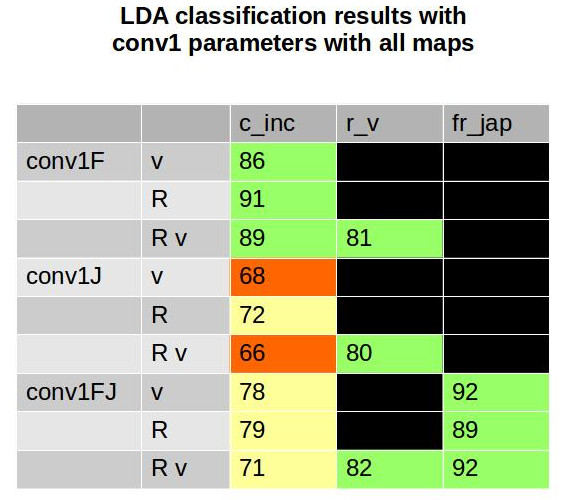 LDA classification results with
conv1 parameters with all maps
c_inc r_v fr_jap
conv1F v 86
R 91
R v 89 81
conv1J v 68
R 72
R v 66 80
conv1FJ v 78 92
R 79 89
R v 71 82 92